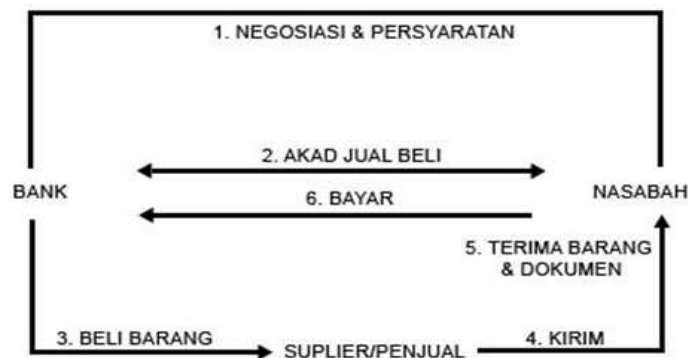 1. NEGOSIASI & PERSYARATAN
2. AKAD JUAL BELI
BANK
NASABAH
6. BAYAR
5. TERIMA BARANG
& DOKUMEN
3. BELI BARANG
SUPLIER/PENJUAL
4. KIRIM